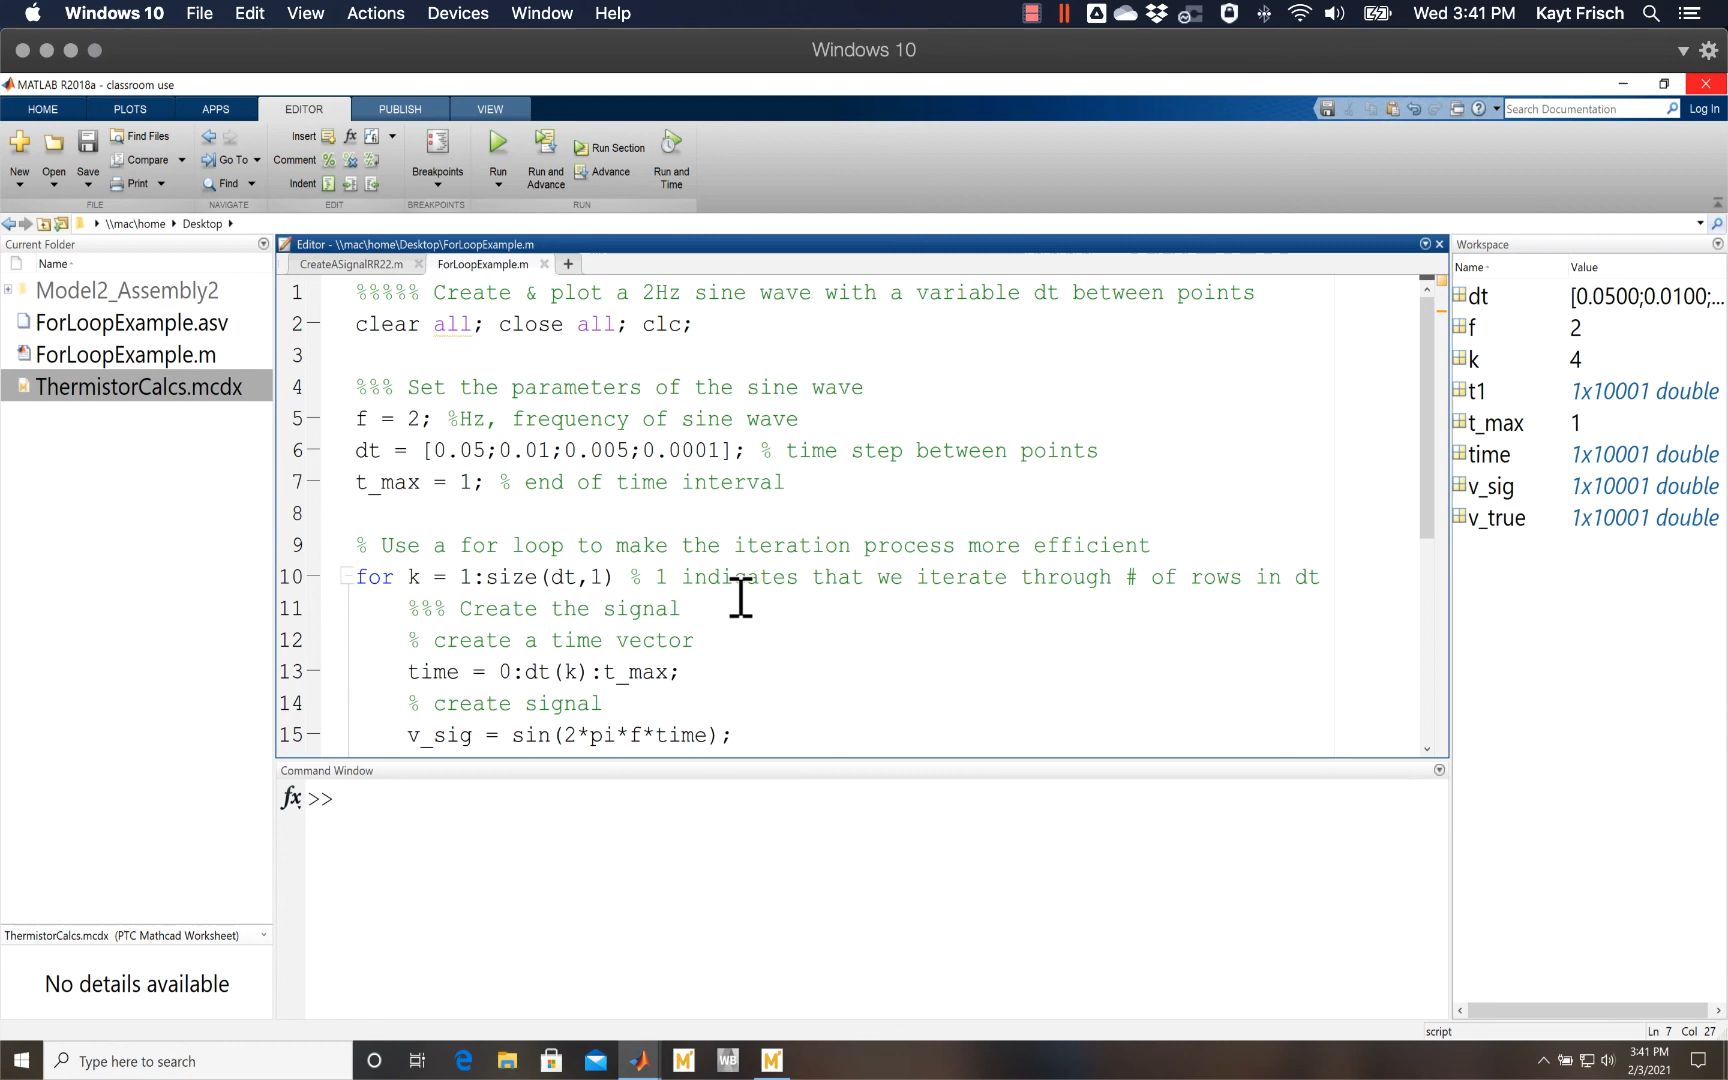 Windows 10 File Edit View Actions Devices Window Help Wed 3:41 PM Kayt Frisch
Windows 10
MATLAB R2018a - classroom use
HOME PLOTS APPS EDITOR PUBLISH VIEW Search Documentation Log In
New Open Save Find Files Compare Print Go To Find Insert fx Comment Indent Breakpoints Run Run and Advance Run Section Advance Run and Time
FILE NAVIGATE EDIT BREAKPOINTS RUN
\\mac\home Desktop
Current Folder
Name
Model2_Assembly2
ForLoopExample.asv
ForLoopExample.m
ThermistorCalcs.mcdx
ThermistorCalcs.mcdx (PTC Mathcad Worksheet)
No details available
Editor - \\mac\home\Desktop\ForLoopExample.m
CreateASignalRR22.m ForLoopExample.m +
1 %%%%% Create & plot a 2Hz sine wave with a variable dt between points
2 clear all; close all; clc;
3
4 %%% Set the parameters of the sine wave
5 f = 2; %Hz, frequency of sine wave
6 dt = [0.05;0.01;0.005;0.0001]; % time step between points
7 t_max = 1; % end of time interval
8
9 % Use a for loop to make the iteration process more efficient
10 for k = 1:size(dt,1) % 1 indicates that we iterate through # of rows in dt
11 %%% Create the signal
12 % create a time vector
13 time = 0:dt(k):t_max;
14 % create signal
15 v_sig = sin(2*pi*f*time);
Command Window
fx >>
Workspace
Name Value
dt [0.0500;0.0100;...
f 2
k 4
t1 1x10001 double
t_max 1
time 1x10001 double
v_sig 1x10001 double
v_true 1x10001 double
script Ln 7 Col 27
Type here to search WB 3:41 PM
2/3/2021